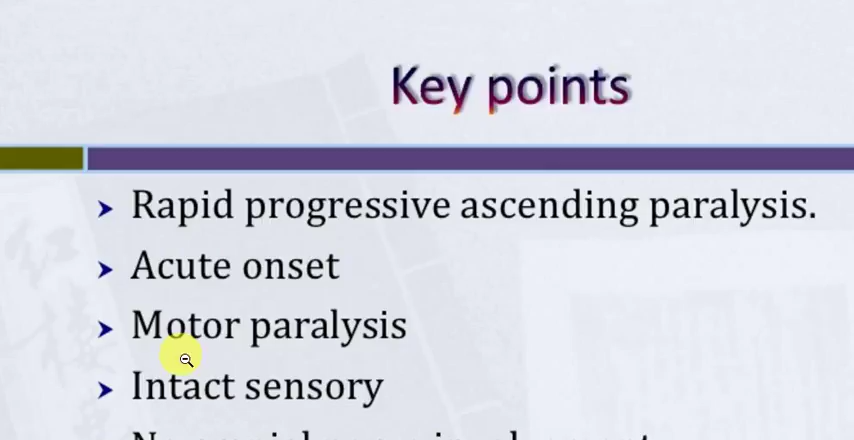 Key points
Rapid progressive ascending paralysis.
Acute onset
Motor paralysis
Intact sensory